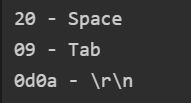 20 - Space
09 - Tab
0d0a - \r\n